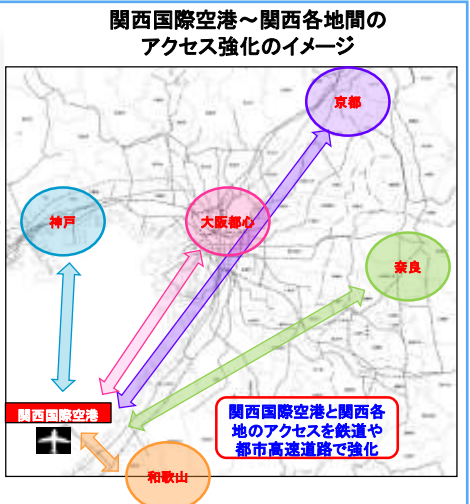 関西国際空港～関西各地間の
アクセス強化のイメージ
京都
神戸
大阪都心
奈良
関西国際空港
関西国際空港と関西各
地のアクセスを鉄道や
都市高速道路で強化
和歌山